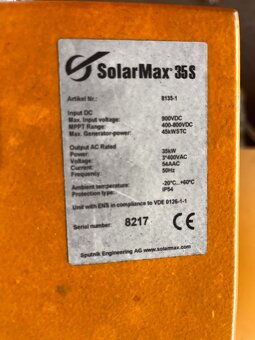 SolarMax 35S
Artikel Nr.: 8135-1
Input DC
Max. Input voltage: 900VDC
MPPT Range: 400-800VDC
Max. Generator-power: 45kWSTC
Output AC Rated
Power: 35kW
Voltage: 3*400VAC
Current: 54AAC
Frequency: 50Hz
Ambient temperature: -20°C...+60°C
Protection type: IP54
Unit with ENS in compliance to VDE 0126-1-1
Serial number: 8217 CE
Sputnik Engineering AG www.solarmax.com